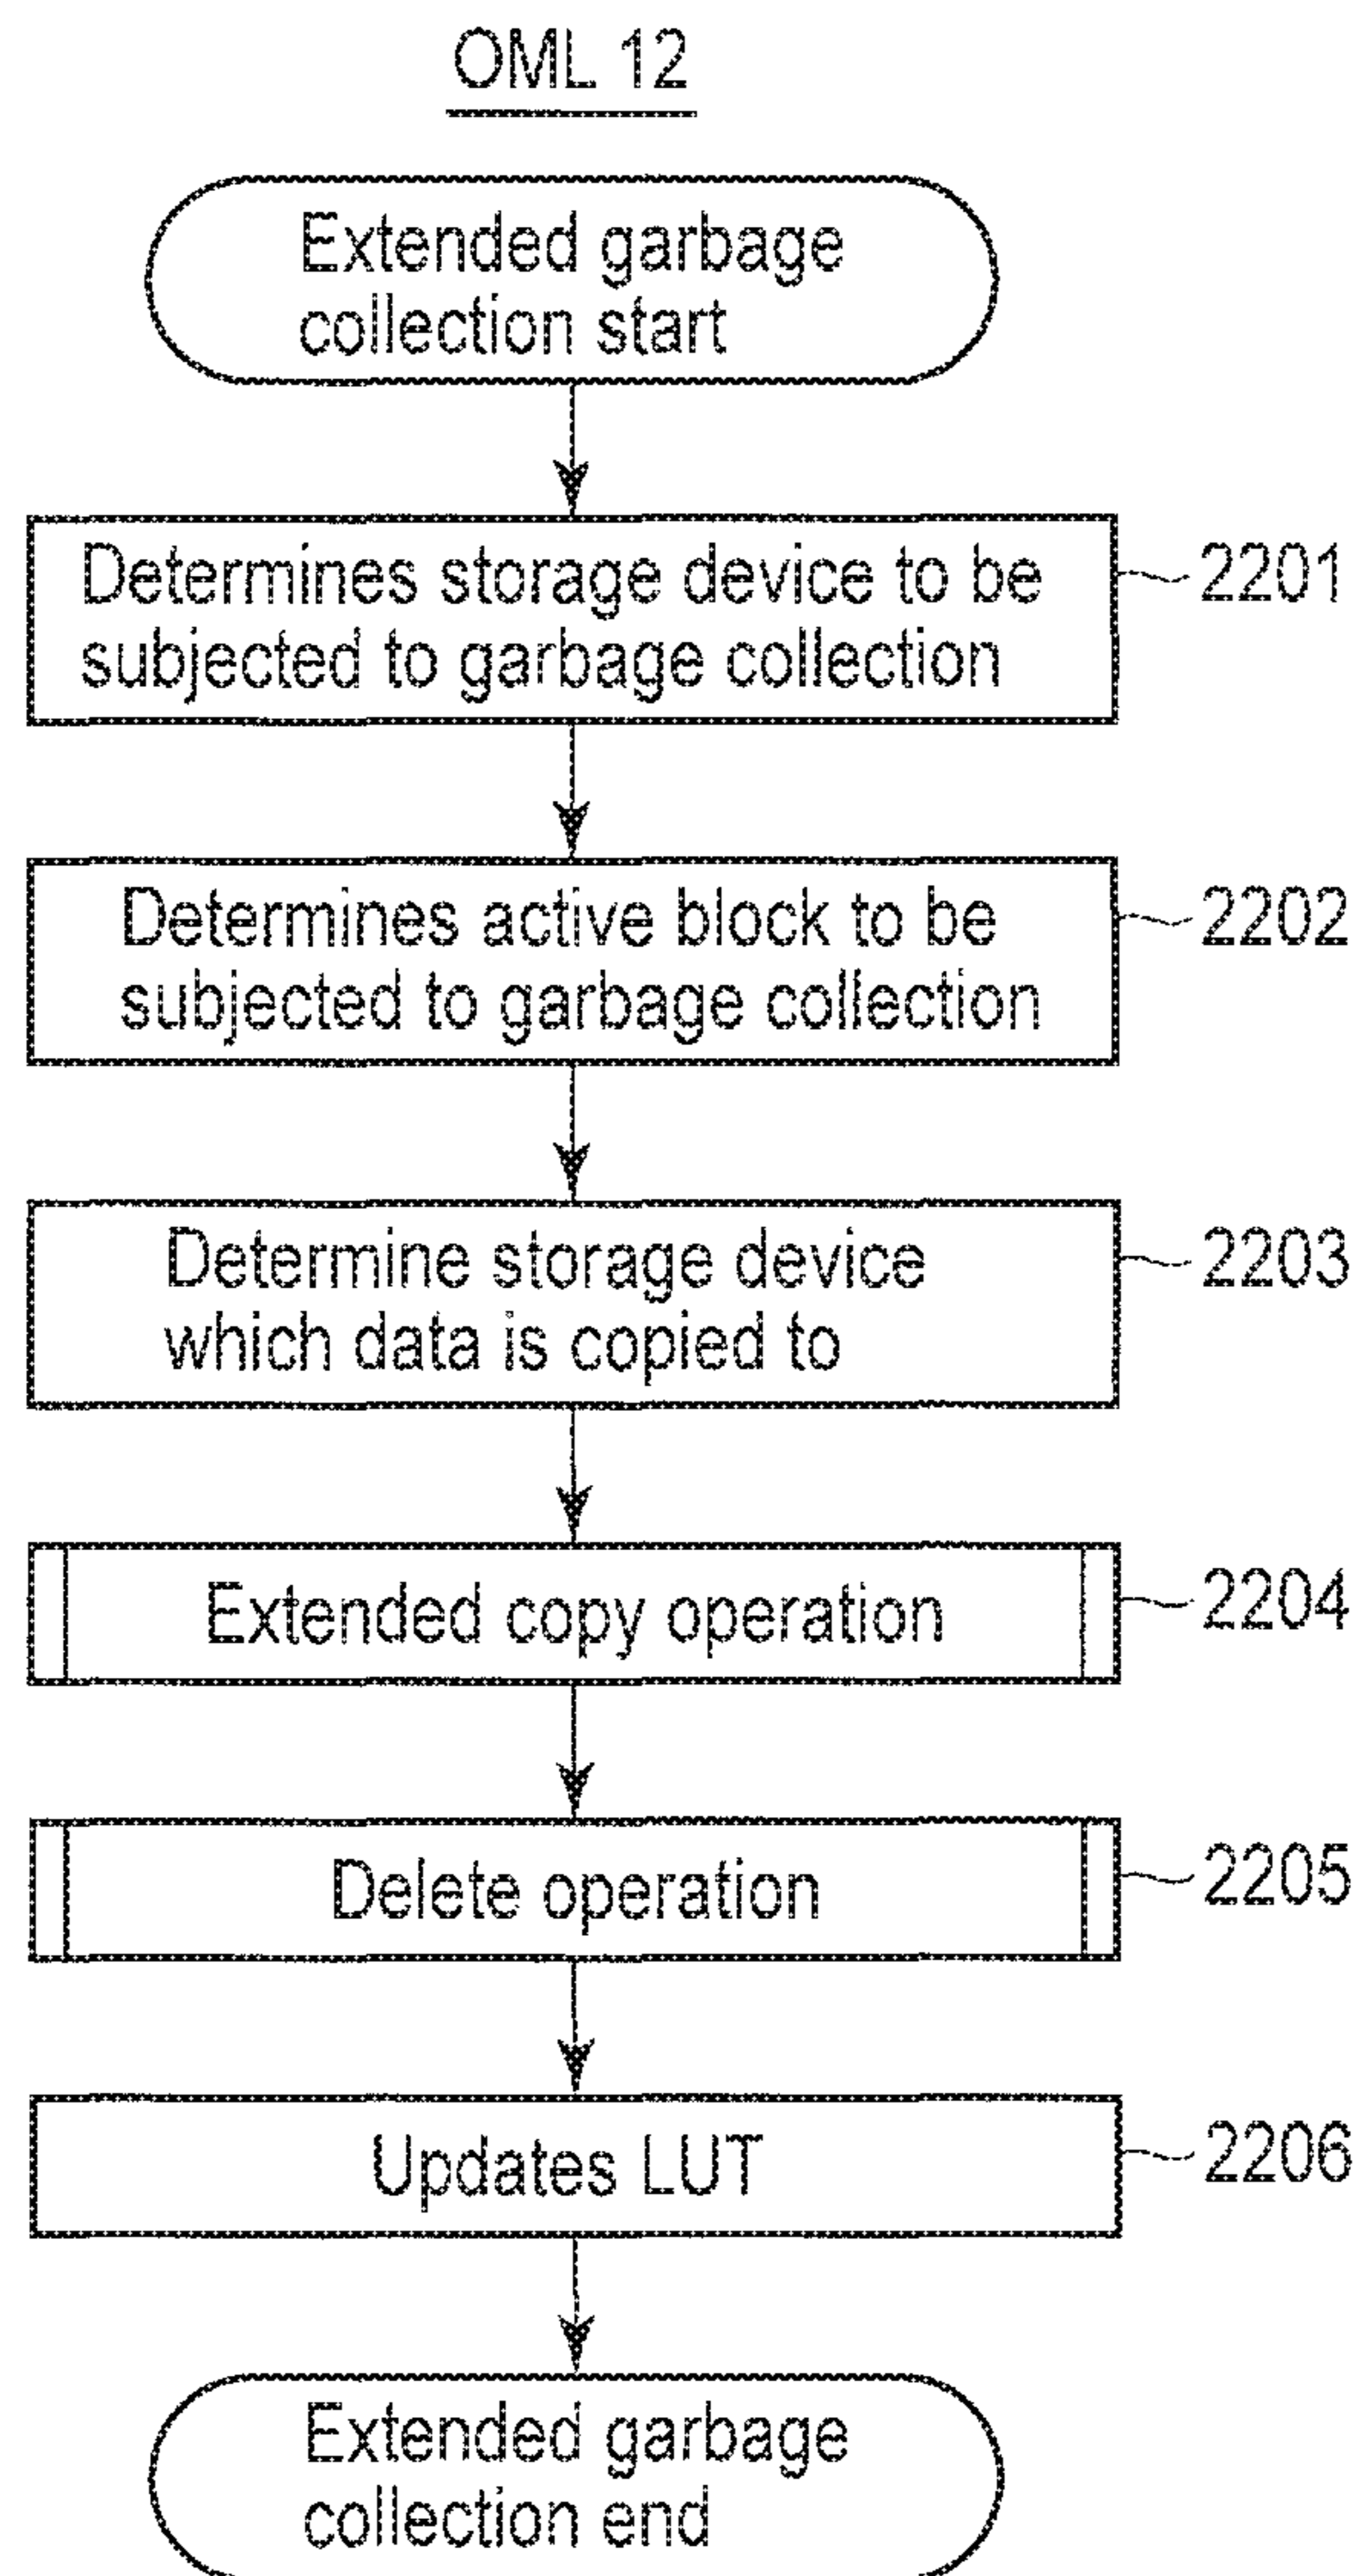 OML 12
Extended garbage
collection start
Determines storage device to be
subjected to garbage collection
2201
Determines active block to be
subjected to garbage collection
2202
Determine storage device
which data is copied to
2203
Extended copy operation
2204
Delete operation
2205
Updates LUT
2206
Extended garbage
collection end